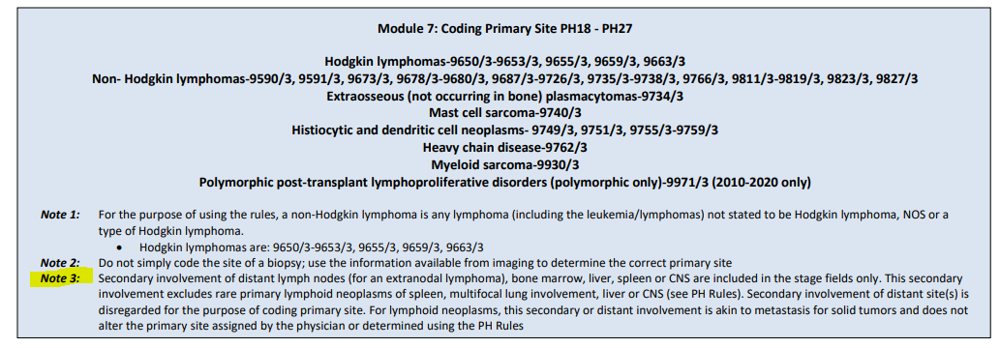 Module 7: Coding Primary Site PH18 - PH27
Hodgkin lymphomas-9650/3-9653/3, 9655/3, 9659/3, 9663/3
Non- Hodgkin lymphomas-9590/3, 9591/3, 9673/3, 9678/3-9680/3, 9687/3-9726/3, 9735/3-9738/3, 9766/3, 9811/3-9819/3, 9823/3, 9827/3
Extraosseous (not occurring in bone) plasmacytomas-9734/3
Mast cell sarcoma-9740/3
Histiocytic and dendritic cell neoplasms- 9749/3, 9751/3, 9755/3-9759/3
Heavy chain disease-9762/3
Myeloid sarcoma-9930/3
Polymorphic post-transplant lymphoproliferative disorders (polymorphic only)-9971/3 (2010-2020 only)
Note 1: For the purpose of using the rules, a non-Hodgkin lymphoma is any lymphoma (including the leukemia/lymphomas) not stated to be Hodgkin lymphoma, NOS or a
type of Hodgkin lymphoma.
• Hodgkin lymphomas are: 9650/3-9653/3, 9655/3, 9659/3, 9663/3
Note 2: Do not simply code the site of a biopsy; use the information available from imaging to determine the correct primary site
Note 3: Secondary involvement of distant lymph nodes (for an extranodal lymphoma), bone marrow, liver, spleen or CNS are included in the stage fields only. This secondary
involvement excludes rare primary lymphoid neoplasms of spleen, multifocal lung involvement, liver or CNS (see PH Rules). Secondary involvement of distant site(s) is
disregarded for the purpose of coding primary site. For lymphoid neoplasms, this secondary or distant involvement is akin to metastasis for solid tumors and does not
alter the primary site assigned by the physician or determined using the PH Rules